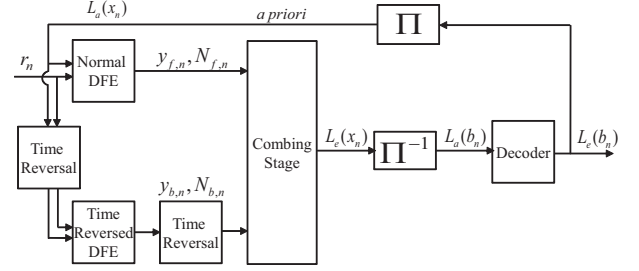 L_a(x_n)
a priori
Π
r_n
Normal
DFE
y_{f,n}, N_{f,n}
Time
Reversal
Combing
Stage
L_e(x_n)
Π^{-1}
L_a(b_n)
Decoder
L_e(b_n)
Time
Reversed
DFE
y_{b,n}, N_{b,n}
Time
Reversal